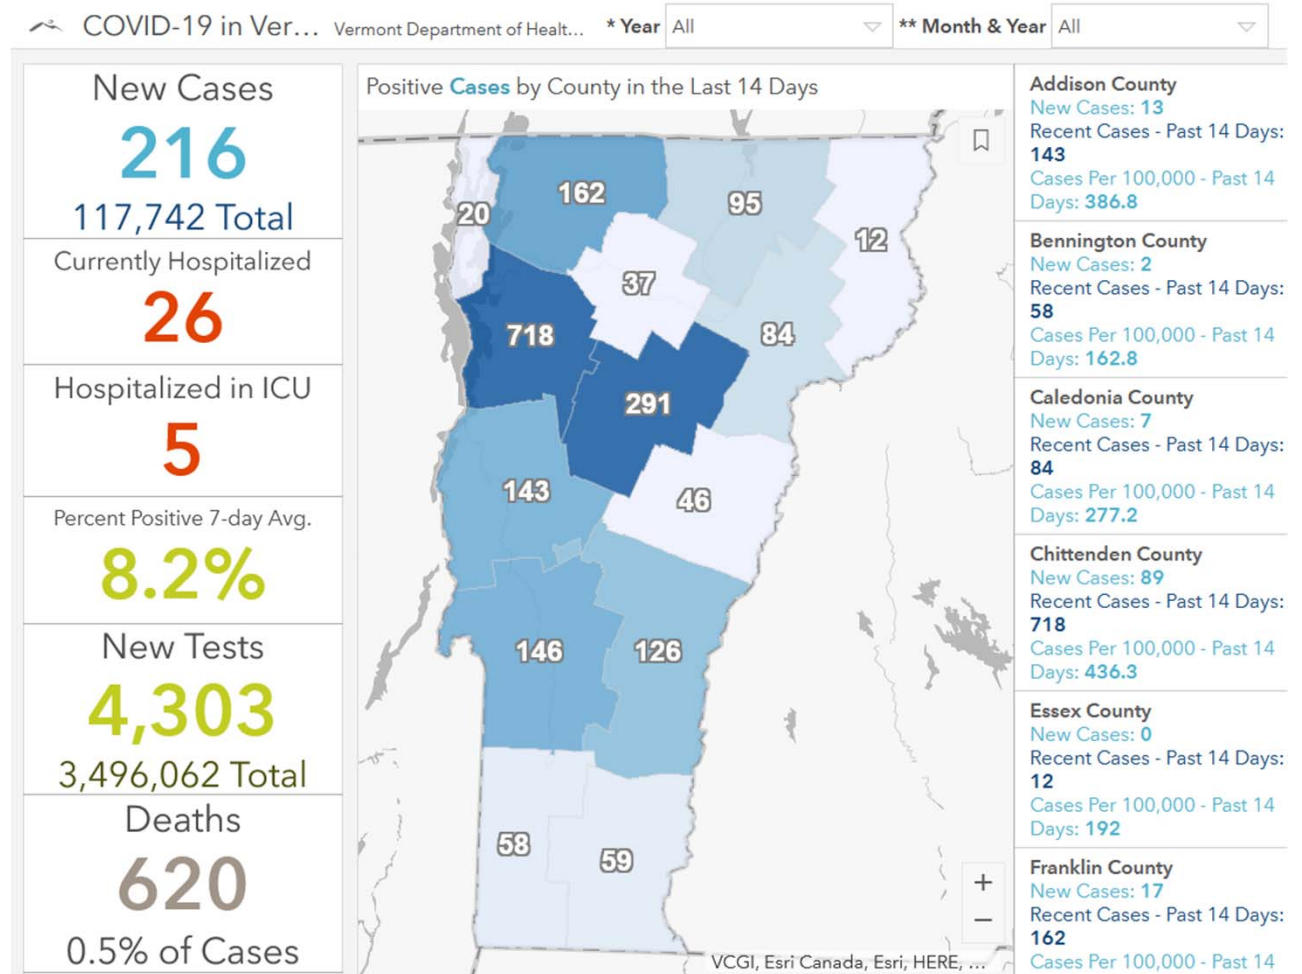 COVID-19 in Ver... Vermont Department of Healt... * Year All ** Month & Year All
New Cases
216
117,742 Total
Currently Hospitalized
26
Hospitalized in ICU
5
Percent Positive 7-day Avg.
8.2%
New Tests
4,303
3,496,062 Total
Deaths
620
0.5% of Cases
Positive Cases by County in the Last 14 Days
162
95
20
12
37
718
84
291
143
46
146
126
58
59
+
−
VCGI, Esri Canada, Esri, HERE, ...
Addison County
New Cases: 13
Recent Cases - Past 14 Days:
143
Cases Per 100,000 - Past 14
Days: 386.8
Bennington County
New Cases: 2
Recent Cases - Past 14 Days:
58
Cases Per 100,000 - Past 14
Days: 162.8
Caledonia County
New Cases: 7
Recent Cases - Past 14 Days:
84
Cases Per 100,000 - Past 14
Days: 277.2
Chittenden County
New Cases: 89
Recent Cases - Past 14 Days:
718
Cases Per 100,000 - Past 14
Days: 436.3
Essex County
New Cases: 0
Recent Cases - Past 14 Days:
12
Cases Per 100,000 - Past 14
Days: 192
Franklin County
New Cases: 17
Recent Cases - Past 14 Days:
162
Cases Per 100,000 - Past 14